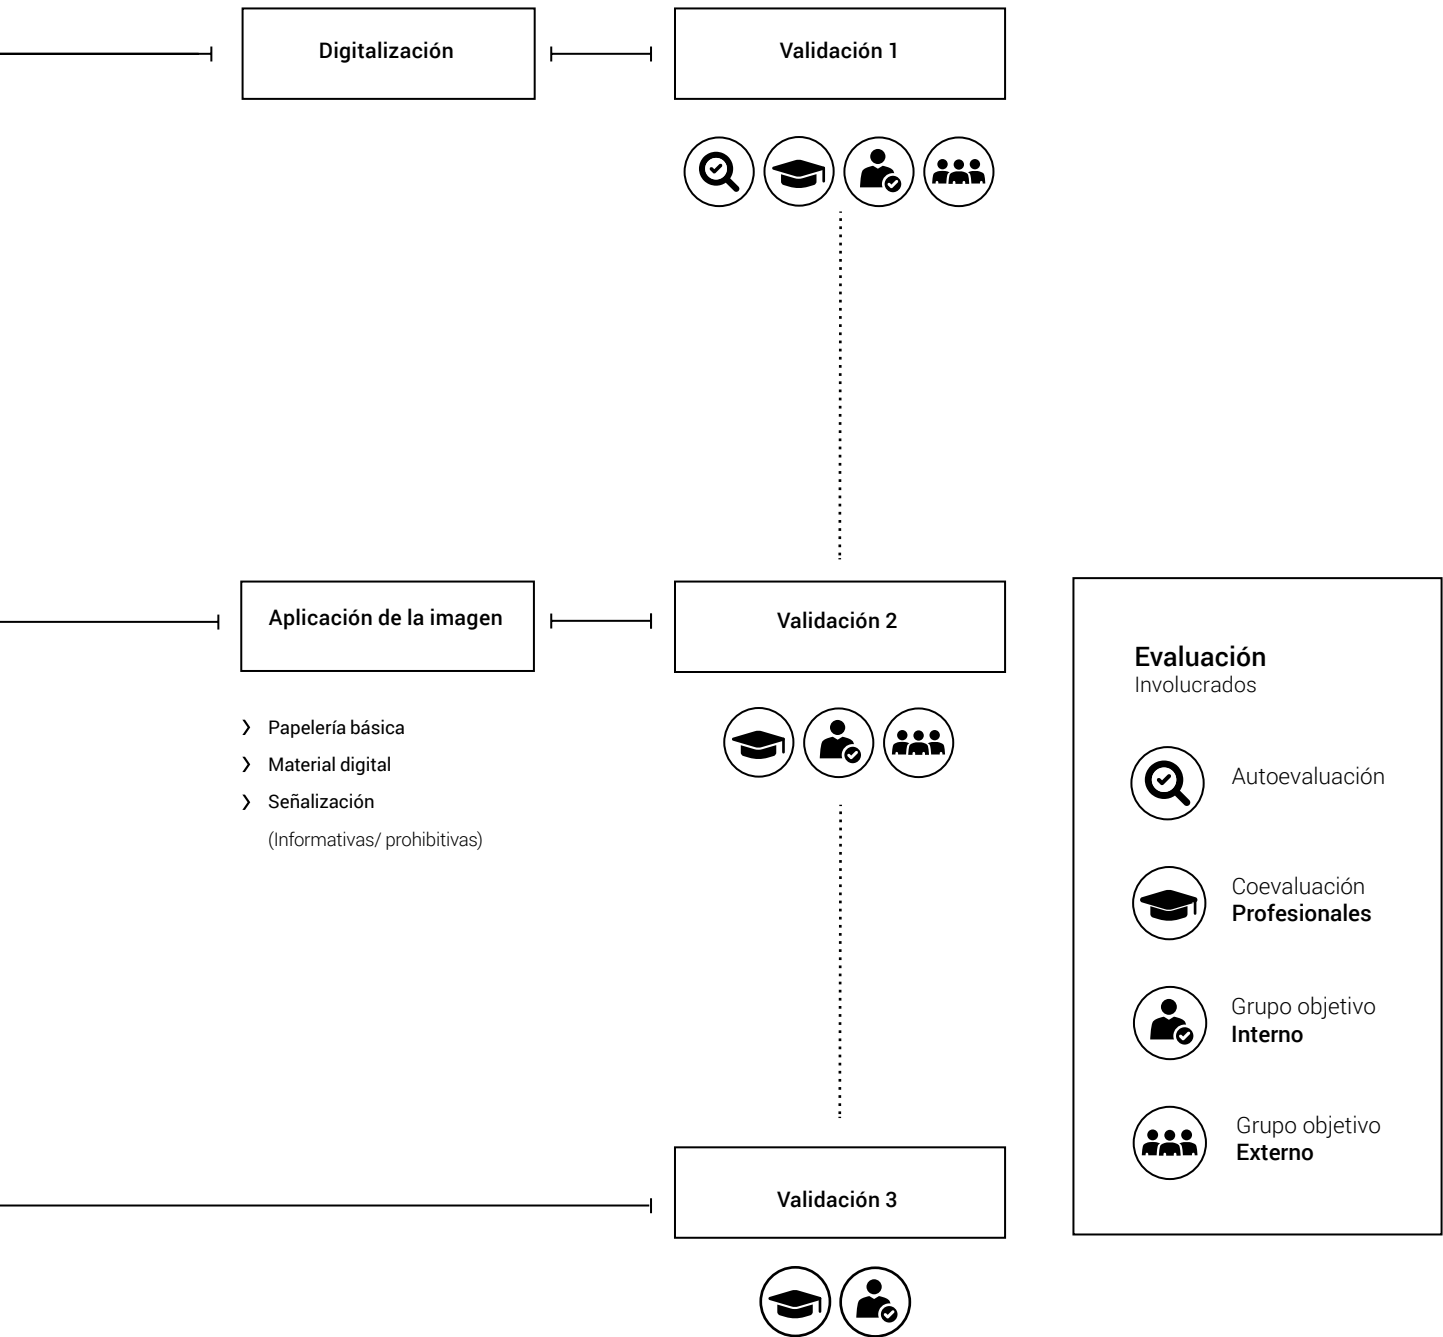 Digitalización
Validación 1
Aplicación de la imagen
Validación 2
Papelería básica
Material digital
Señalización
(Informativas/ prohibitivas)
Evaluación
Involucrados
Autoevaluación
Coevaluación
Profesionales
Grupo objetivo
Interno
Grupo objetivo
Externo
Validación 3